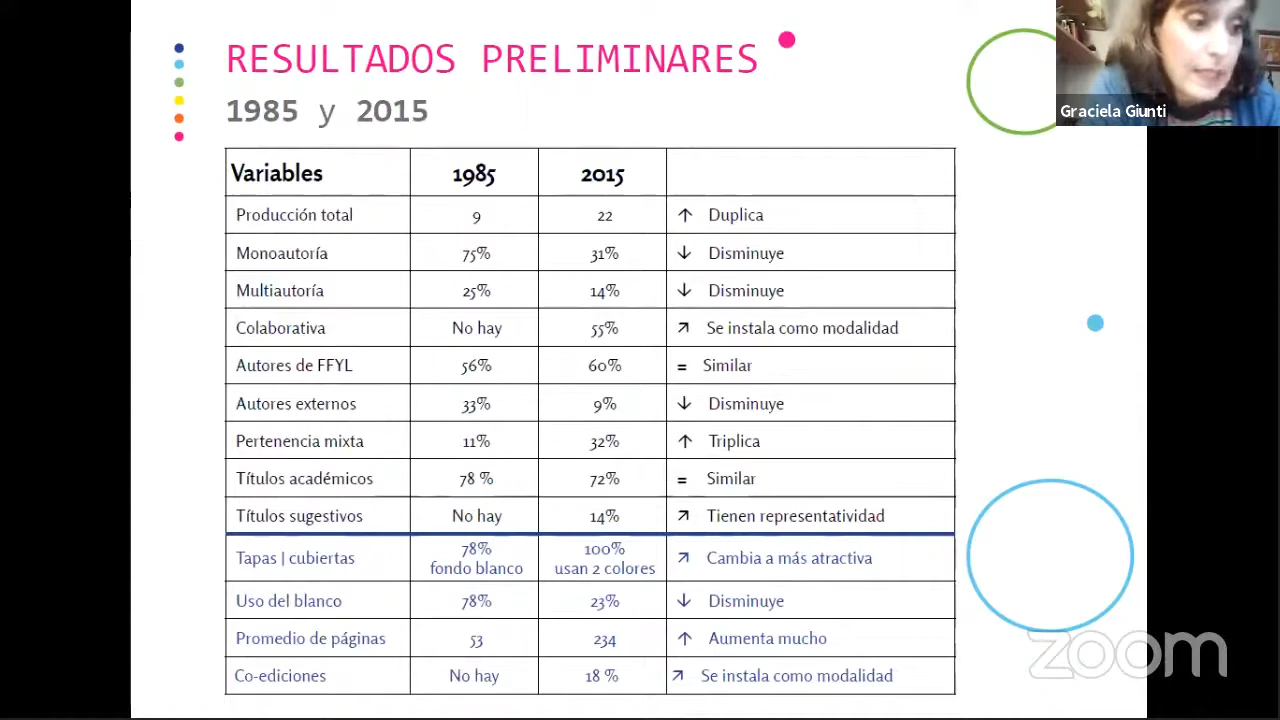 RESULTADOS PRELIMINARES
1985 y 2015
Graciela Giunti
Variables 1985 2015
Producción total 9 22 ↑ Duplica
Monoautoría 75% 31% ↓ Disminuye
Multiautoría 25% 14% ↓ Disminuye
Colaborativa No hay 55% ↗ Se instala como modalidad
Autores de FFYL 56% 60% = Similar
Autores externos 33% 9% ↓ Disminuye
Pertenencia mixta 11% 32% ↑ Triplica
Títulos académicos 78 % 72% = Similar
Títulos sugestivos No hay 14% ↗ Tienen representatividad
Tapas | cubiertas 78% fondo blanco 100% usan 2 colores ↗ Cambia a más atractiva
Uso del blanco 78% 23% ↓ Disminuye
Promedio de páginas 53 234 ↑ Aumenta mucho
Co-ediciones No hay 18 % ↗ Se instala como modalidad
zoom